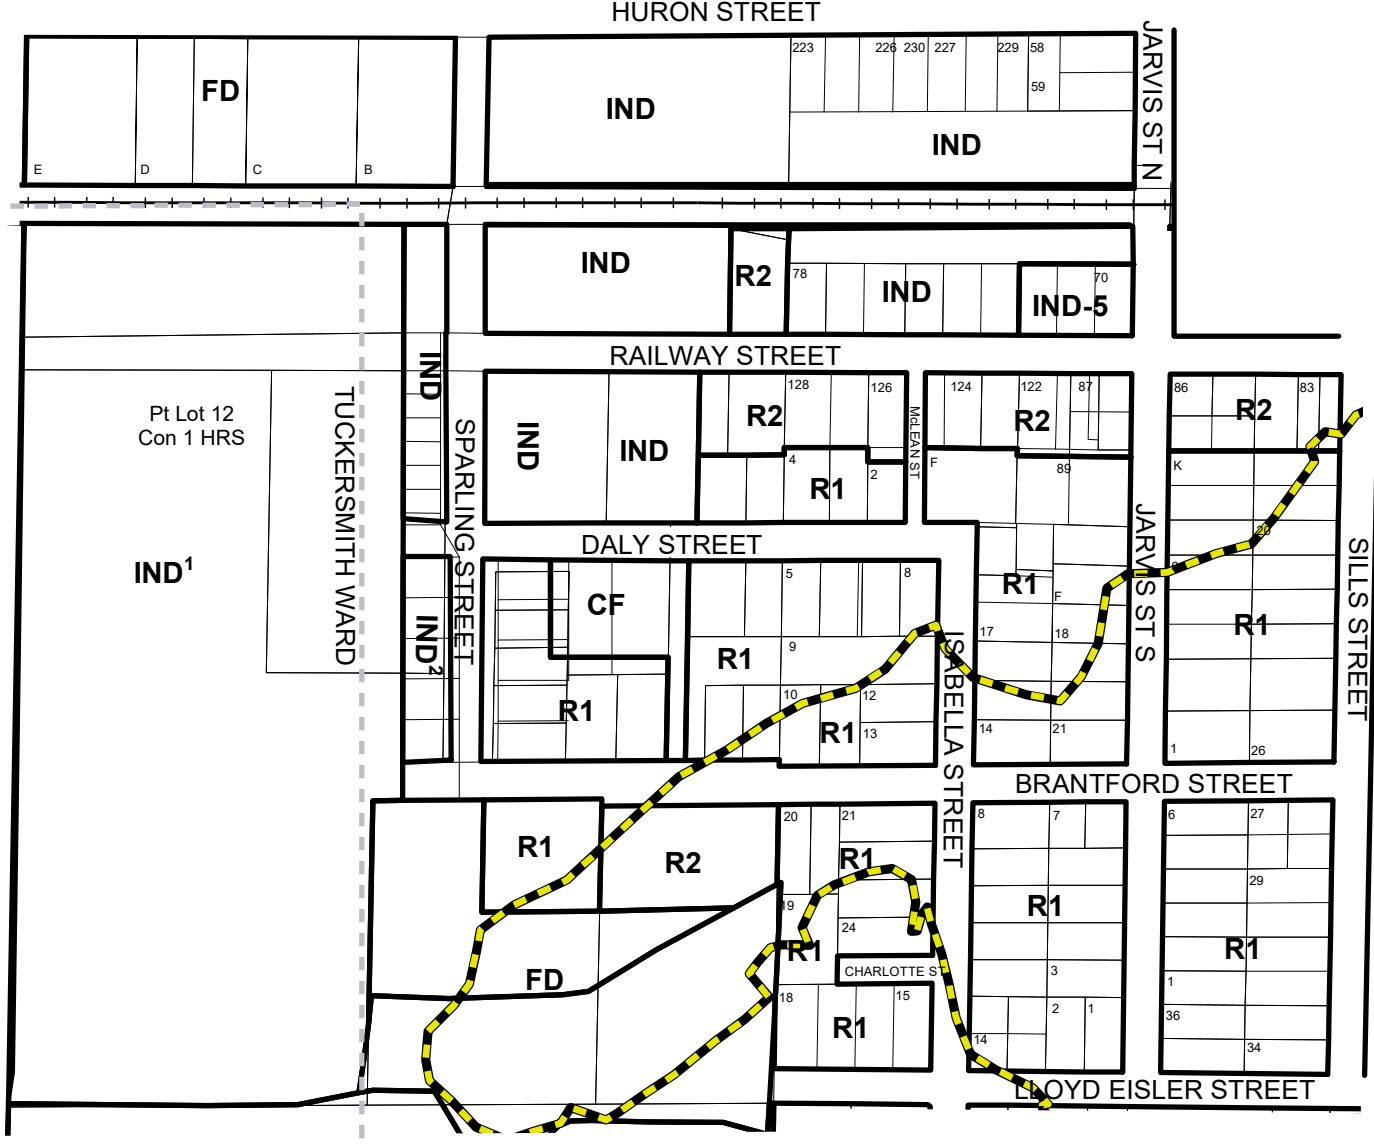 HURON STREET
223
226
230
227
229
58
59
FD
IND
IND
E
D
C
B
JARVIS ST N
IND
R2
78
IND
70
IND-5
RAILWAY STREET
IND
Pt Lot 12
Con 1 HRS
TUCKERSMITH WARD
SPARLING STREET
IND
IND
R2
128
126
4
2
R1
McLEAN ST
124
122
87
R2
F
89
86
83
R2
K
20
DALY STREET
JARVIS ST S
SILLS STREET
IND¹
IND²
CF
R1
5
8
R1
9
10
12
R1
13
ISABELLA STREET
R1
F
17
18
14
21
R1
1
26
BRANTFORD STREET
R1
R2
20
21
R1
19
24
R1
CHARLOTTE ST
18
15
R1
FD
8
7
R1
3
2
1
14
6
27
29
R1
1
36
34
LLOYD EISLER STREET